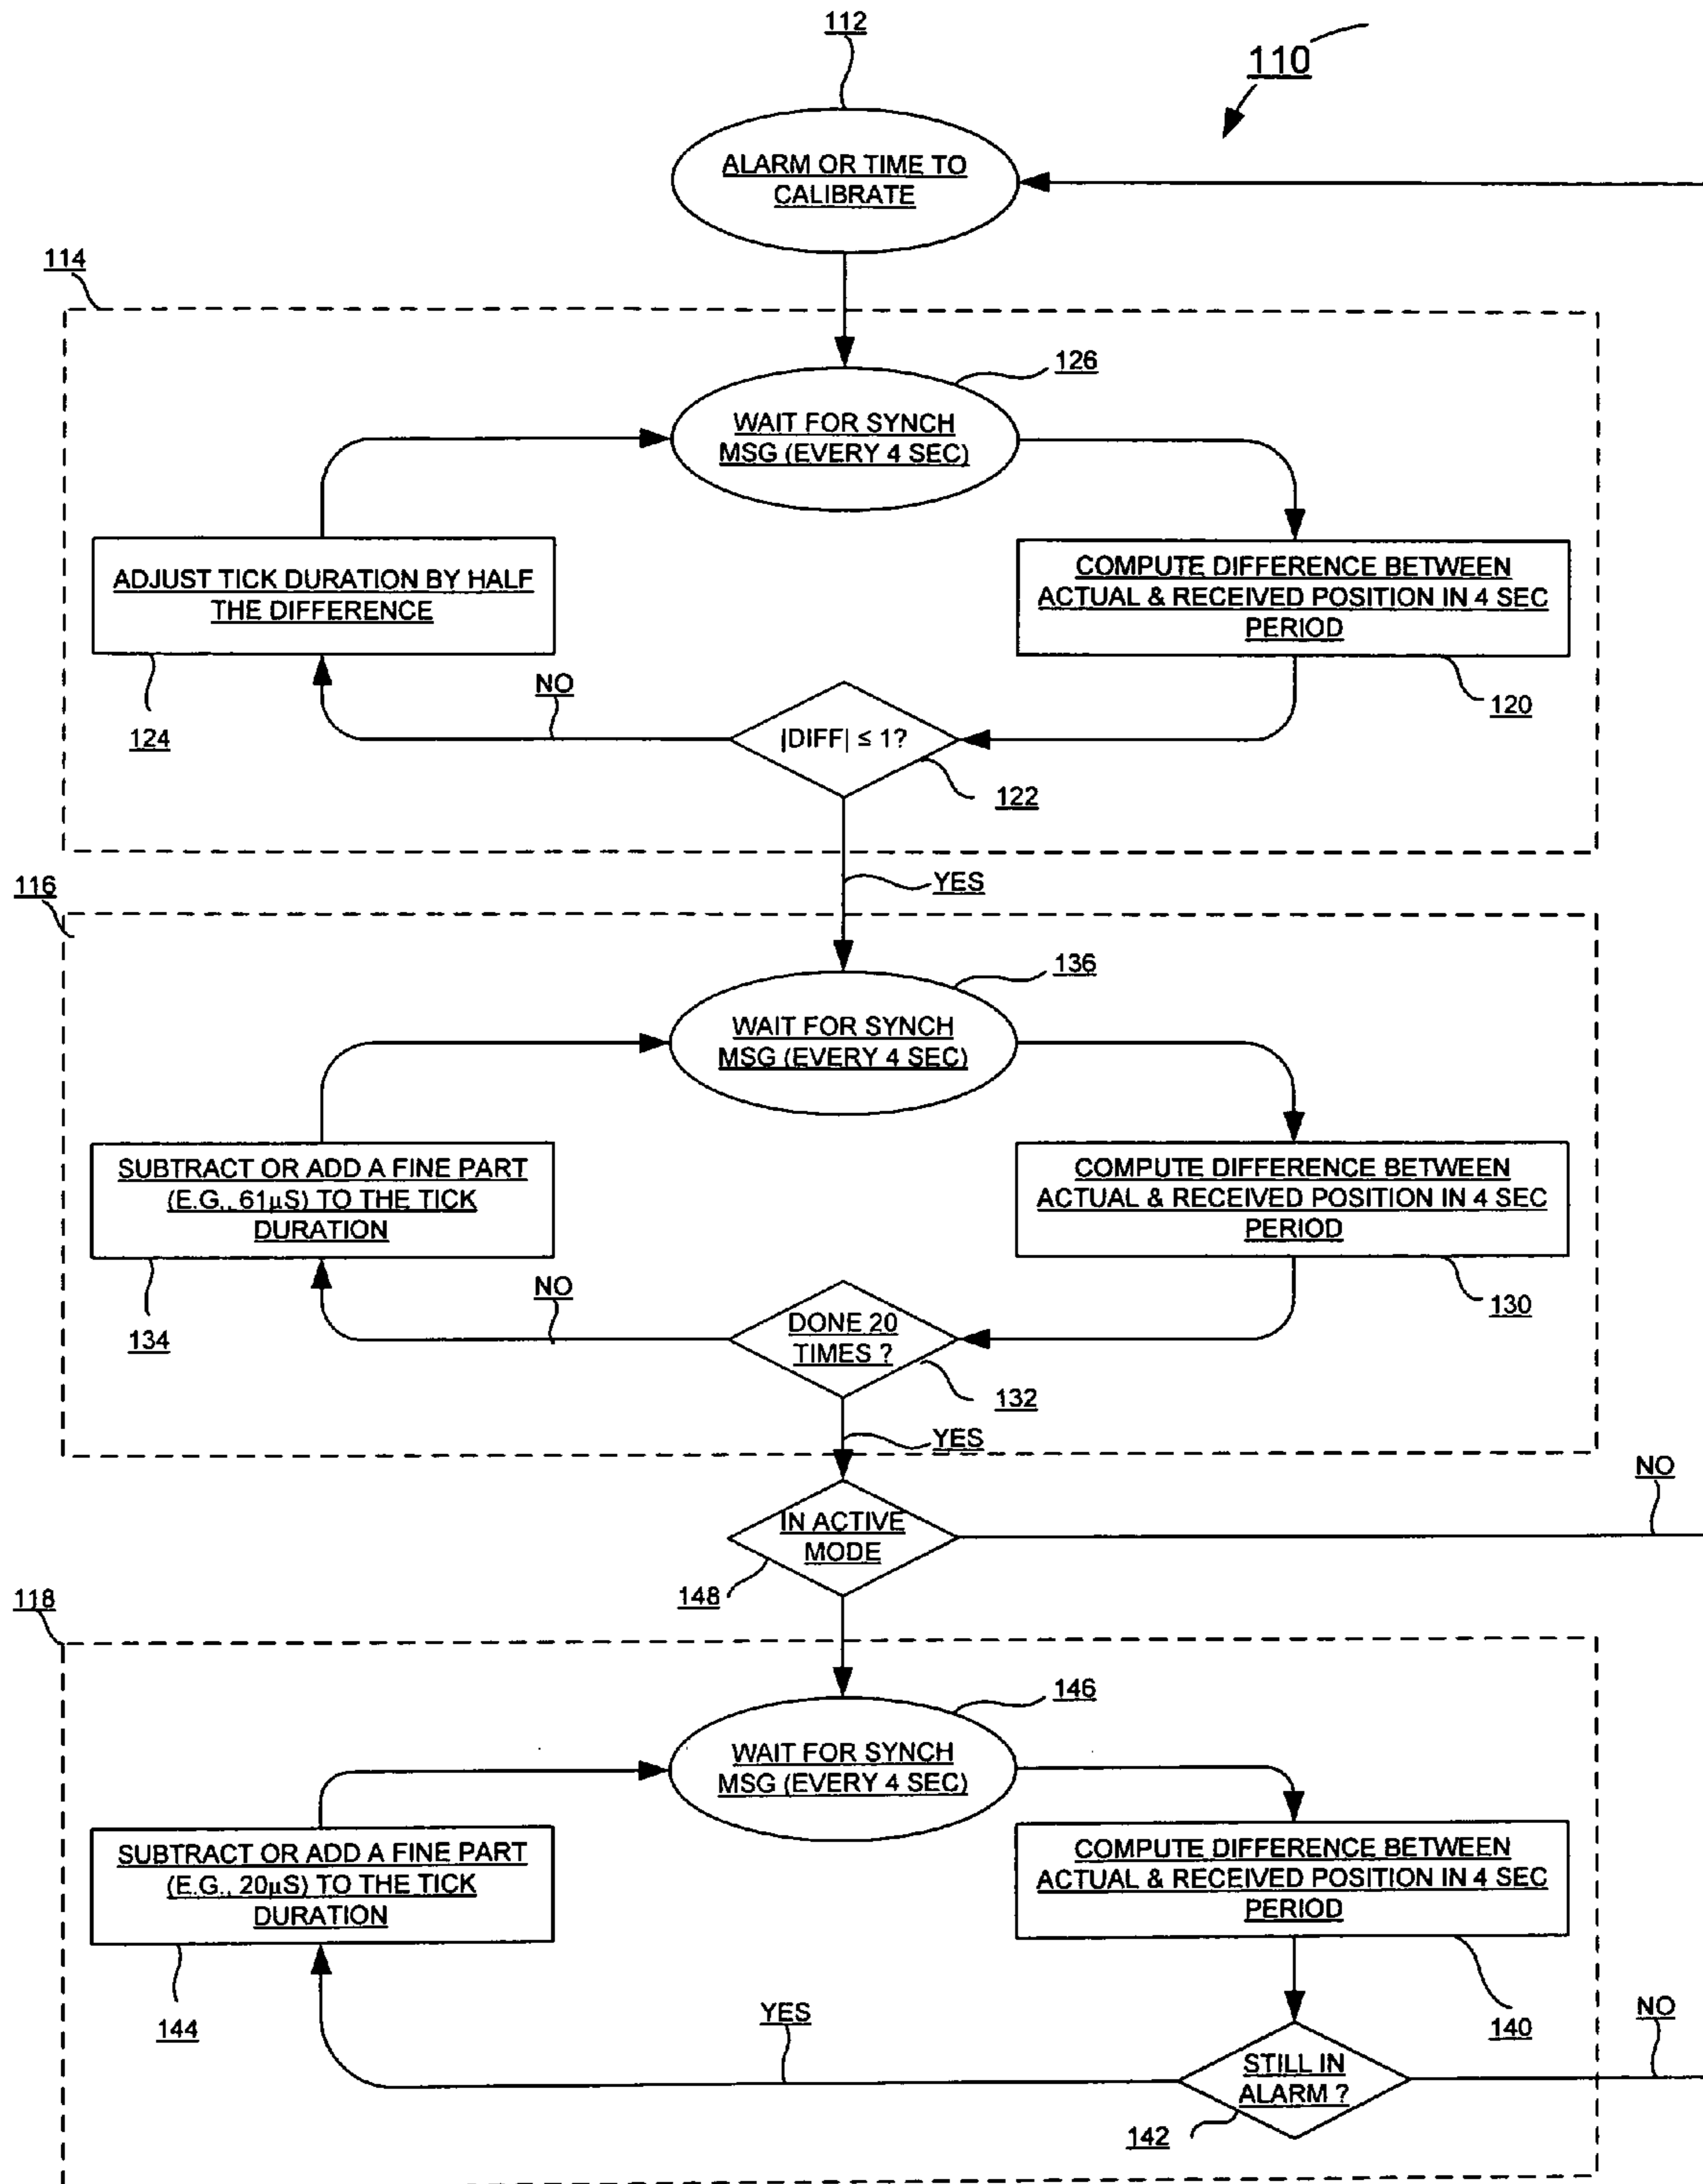 112
110
ALARM OR TIME TO
CALIBRATE
114
126
WAIT FOR SYNCH
MSG (EVERY 4 SEC)
ADJUST TICK DURATION BY HALF
THE DIFFERENCE
COMPUTE DIFFERENCE BETWEEN
ACTUAL & RECEIVED POSITION IN 4 SEC
PERIOD
NO
120
124
|DIFF| ≤ 1?
122
YES
116
136
WAIT FOR SYNCH
MSG (EVERY 4 SEC)
SUBTRACT OR ADD A FINE PART
(E.G., 61µS) TO THE TICK
DURATION
COMPUTE DIFFERENCE BETWEEN
ACTUAL & RECEIVED POSITION IN 4 SEC
PERIOD
NO
130
134
DONE 20
TIMES ?
132
YES
NO
IN ACTIVE
MODE
148
118
146
WAIT FOR SYNCH
MSG (EVERY 4 SEC)
SUBTRACT OR ADD A FINE PART
(E.G., 20µS) TO THE TICK
DURATION
COMPUTE DIFFERENCE BETWEEN
ACTUAL & RECEIVED POSITION IN 4 SEC
PERIOD
YES
NO
144
140
STILL IN
ALARM ?
142